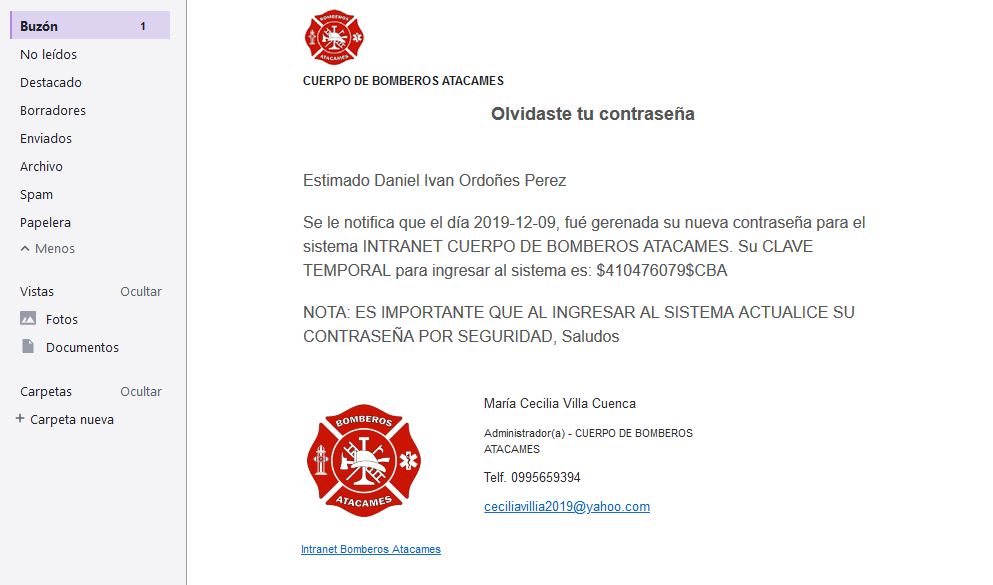 Buzón 1
No leídos
Destacado
Borradores
Enviados
Archivo
Spam
Papelera
Menos
Vistas Ocultar
Fotos
Documentos
Carpetas Ocultar
+ Carpeta nueva
BOMBEROS
ATACAMES
CUERPO DE BOMBEROS ATACAMES
Olvidaste tu contraseña
Estimado Daniel Ivan Ordoñes Perez
Se le notifica que el día 2019-12-09, fué gerenada su nueva contraseña para el
sistema INTRANET CUERPO DE BOMBEROS ATACAMES. Su CLAVE
TEMPORAL para ingresar al sistema es: $410476079$CBA
NOTA: ES IMPORTANTE QUE AL INGRESAR AL SISTEMA ACTUALICE SU
CONTRASEÑA POR SEGURIDAD, Saludos
BOMBEROS
ATACAMES
María Cecilia Villa Cuenca
Administrador(a) - CUERPO DE BOMBEROS
ATACAMES
Telf. 0995659394
ceciliavillia2019@yahoo.com
Intranet Bomberos Atacames